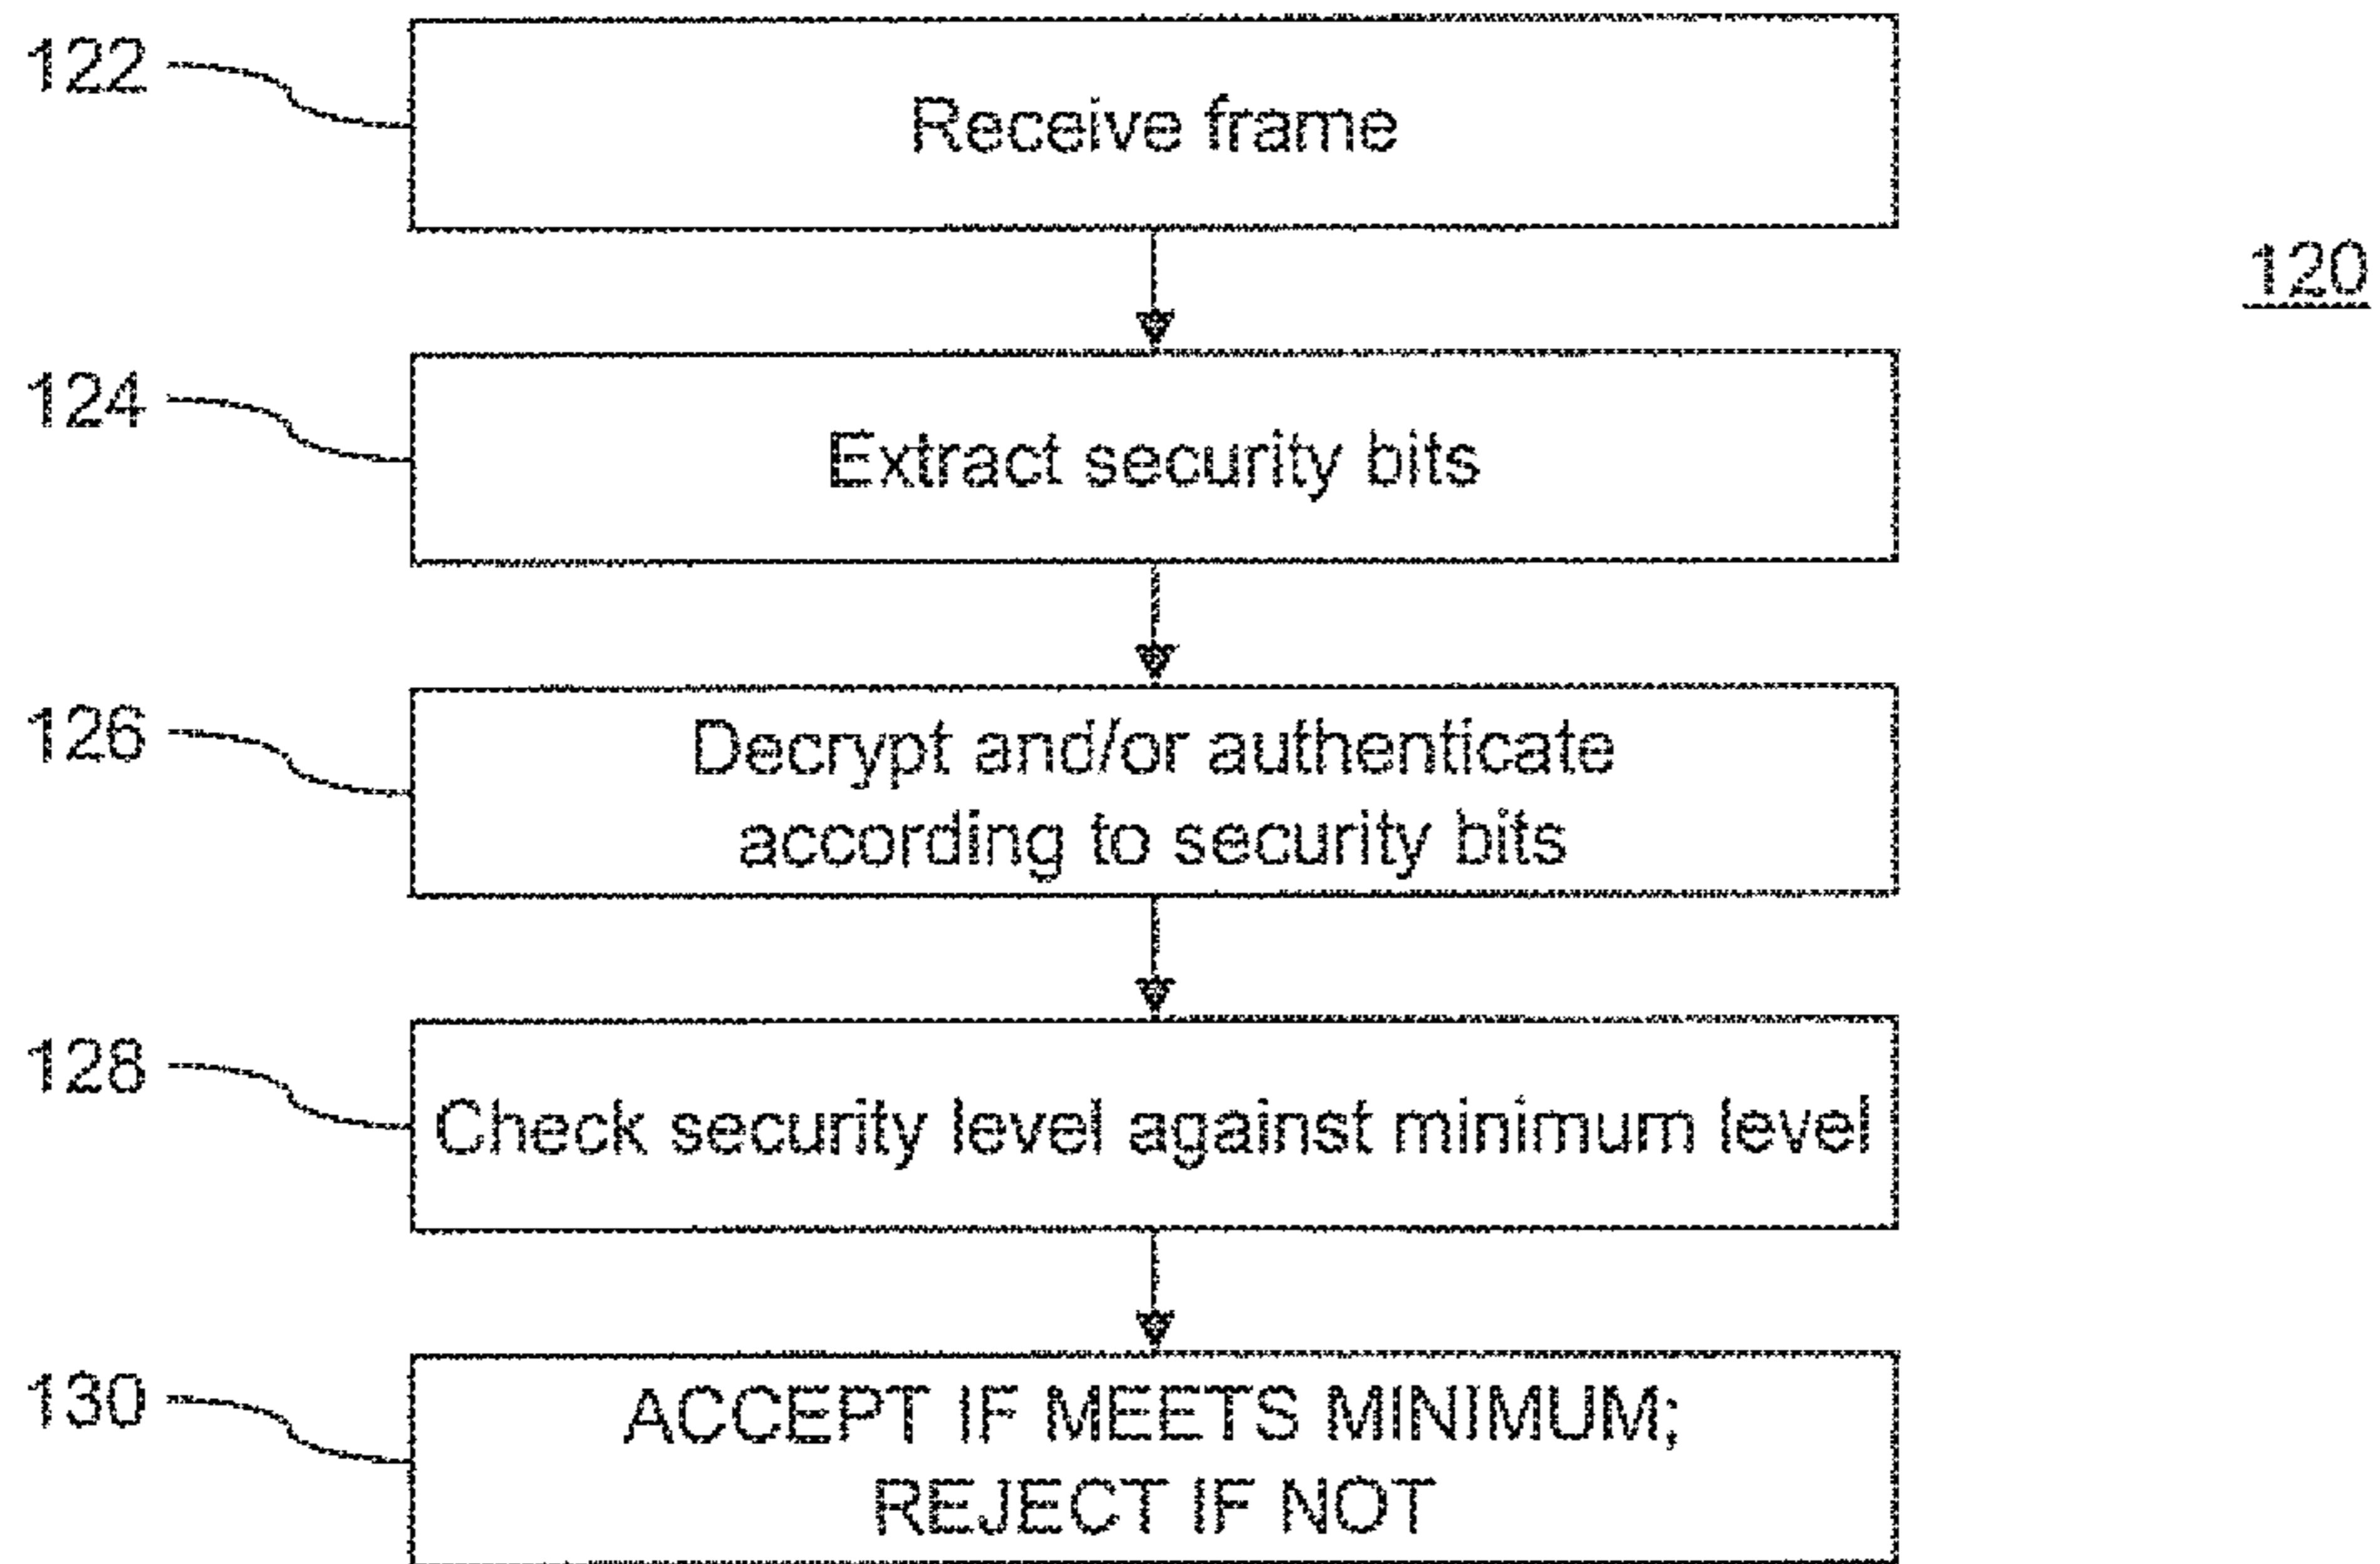 122
Receive frame
120
124
Extract security bits
126
Decrypt and/or authenticate
according to security bits
128
Check security level against minimum level
130
ACCEPT IF MEETS MINIMUM;
REJECT IF NOT